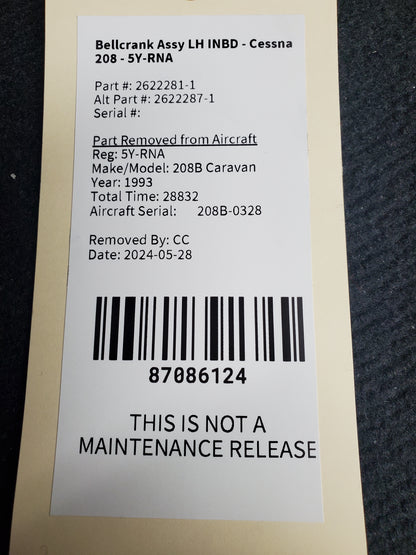 Bellcrank Assy LH INBD - Cessna
208 - 5Y-RNA
Part #: 2622281-1
Alt Part #: 2622287-1
Serial #:
Part Removed from Aircraft
Reg: 5Y-RNA
Make/Model: 208B Caravan
Year: 1993
Total Time: 28832
Aircraft Serial: 208B-0328
Removed By: CC
Date: 2024-05-28
87086124
THIS IS NOT A
MAINTENANCE RELEASE